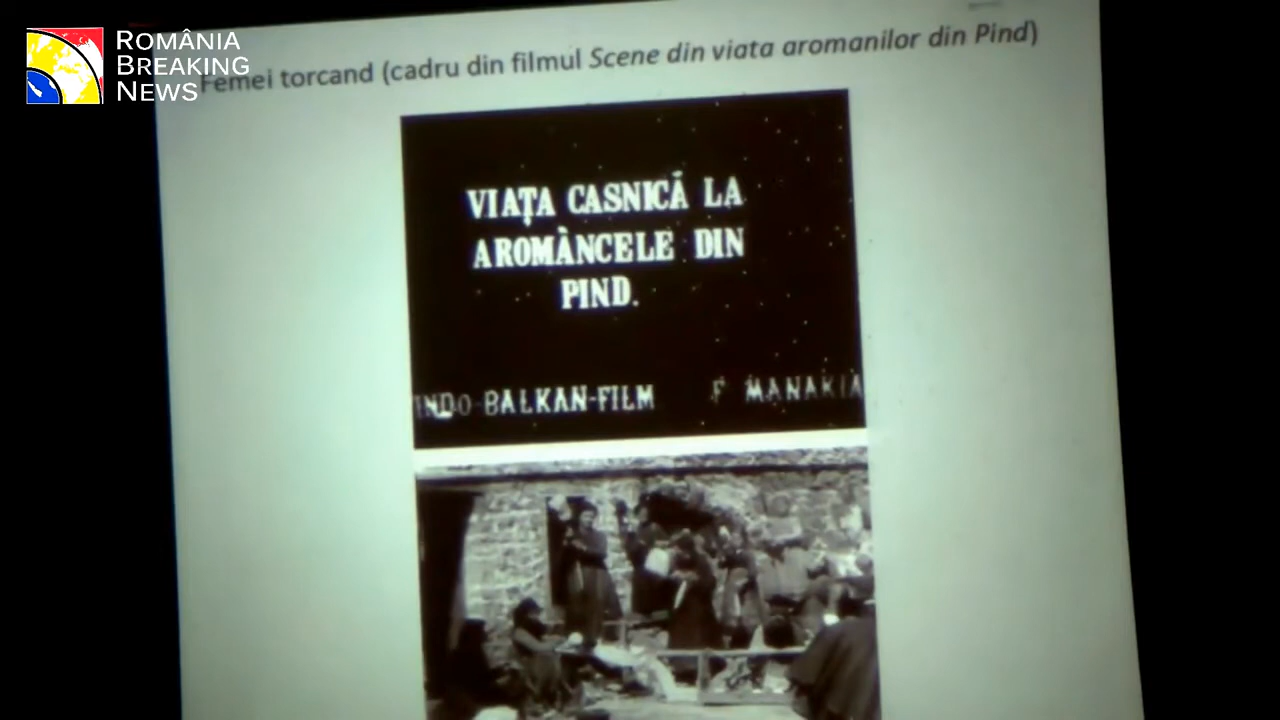 ROMÂNIA
BREAKING
NEWS
Femei torcand (cadru din filmul Scene din viata aromanilor din Pind)
VIAȚA CASNICĂ LA
AROMÀNCELE DIN
PIND.
INDO-BALKAN-FILM F MANAKIA